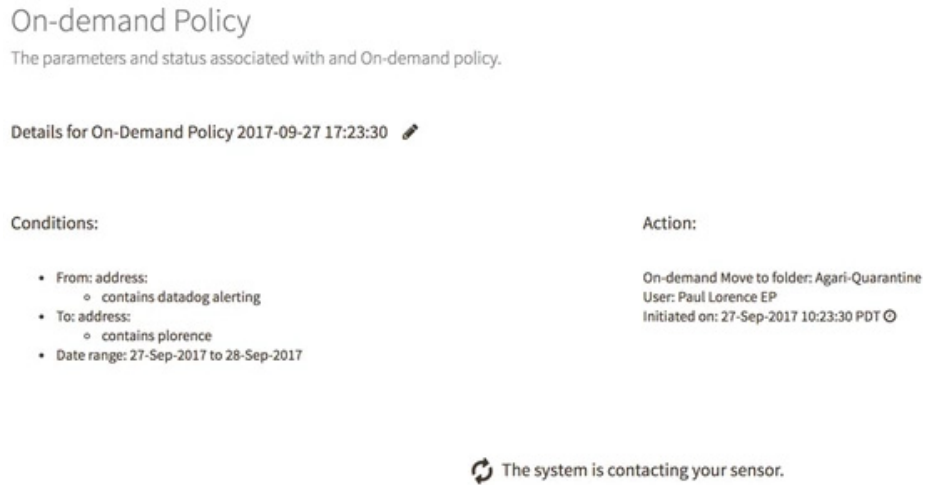 On-demand Policy
The parameters and status associated with and On-demand policy.
Details for On-Demand Policy 2017-09-27 17:23:30
Conditions:
• From: address:
◦ contains datadog alerting
• To: address:
◦ contains plorence
• Date range: 27-Sep-2017 to 28-Sep-2017
Action:
On-demand Move to folder: Agari-Quarantine
User: Paul Lorence EP
Initiated on: 27-Sep-2017 10:23:30 PDT
The system is contacting your sensor.